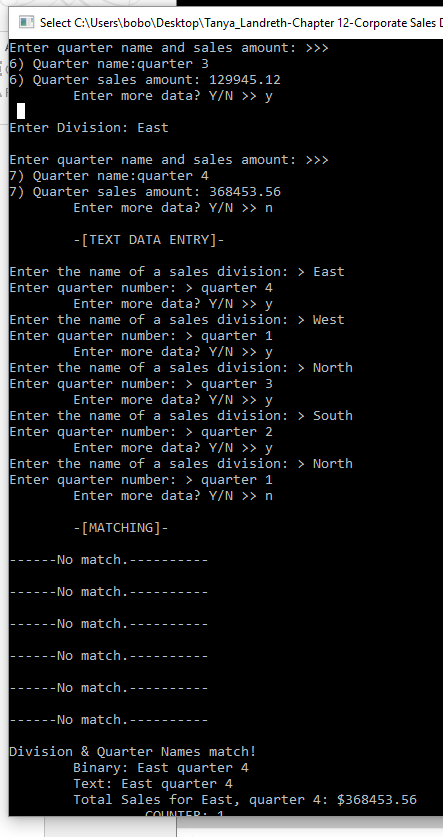 Select C:\Users\bobo\Desktop\Tanya_Landreth-Chapter 12-Corporate Sales D
Enter quarter name and sales amount: >>>
6) Quarter name:quarter 3
6) Quarter sales amount: 129945.12
Enter more data? Y/N >> y
Enter Division: East
Enter quarter name and sales amount: >>>
7) Quarter name:quarter 4
7) Quarter sales amount: 368453.56
Enter more data? Y/N >> n
-[TEXT DATA ENTRY]-
Enter the name of a sales division: > East
Enter quarter number: > quarter 4
Enter more data? Y/N >> y
Enter the name of a sales division: > West
Enter quarter number: > quarter 1
Enter more data? Y/N >> y
Enter the name of a sales division: > North
Enter quarter number: > quarter 3
Enter more data? Y/N >> y
Enter the name of a sales division: > South
Enter quarter number: > quarter 2
Enter more data? Y/N >> y
Enter the name of a sales division: > North
Enter quarter number: > quarter 1
Enter more data? Y/N >> n
-[MATCHING]-
------No match.----------
------No match.----------
------No match.----------
------No match.----------
------No match.----------
------No match.----------
Division & Quarter Names match!
Binary: East quarter 4
Text: East quarter 4
Total Sales for East, quarter 4: $368453.56
COUNTER: 1